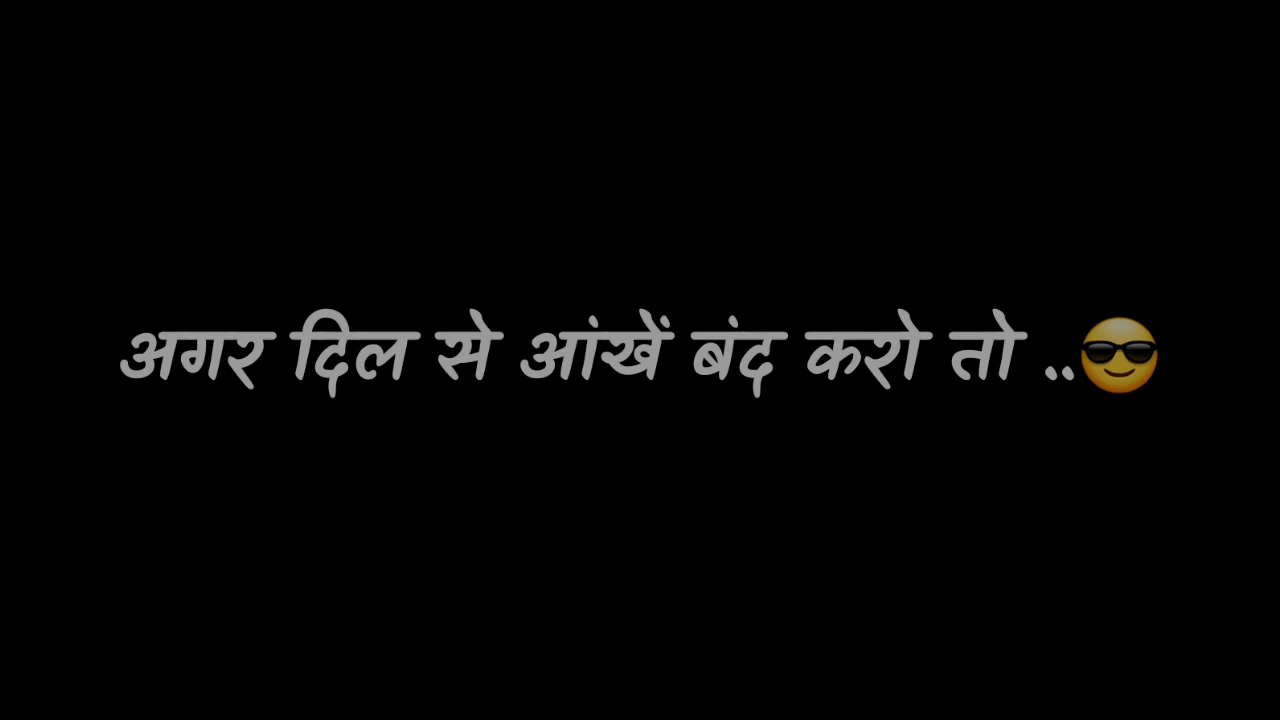 अगर दिल से आंखें बंद करो तो ..😎